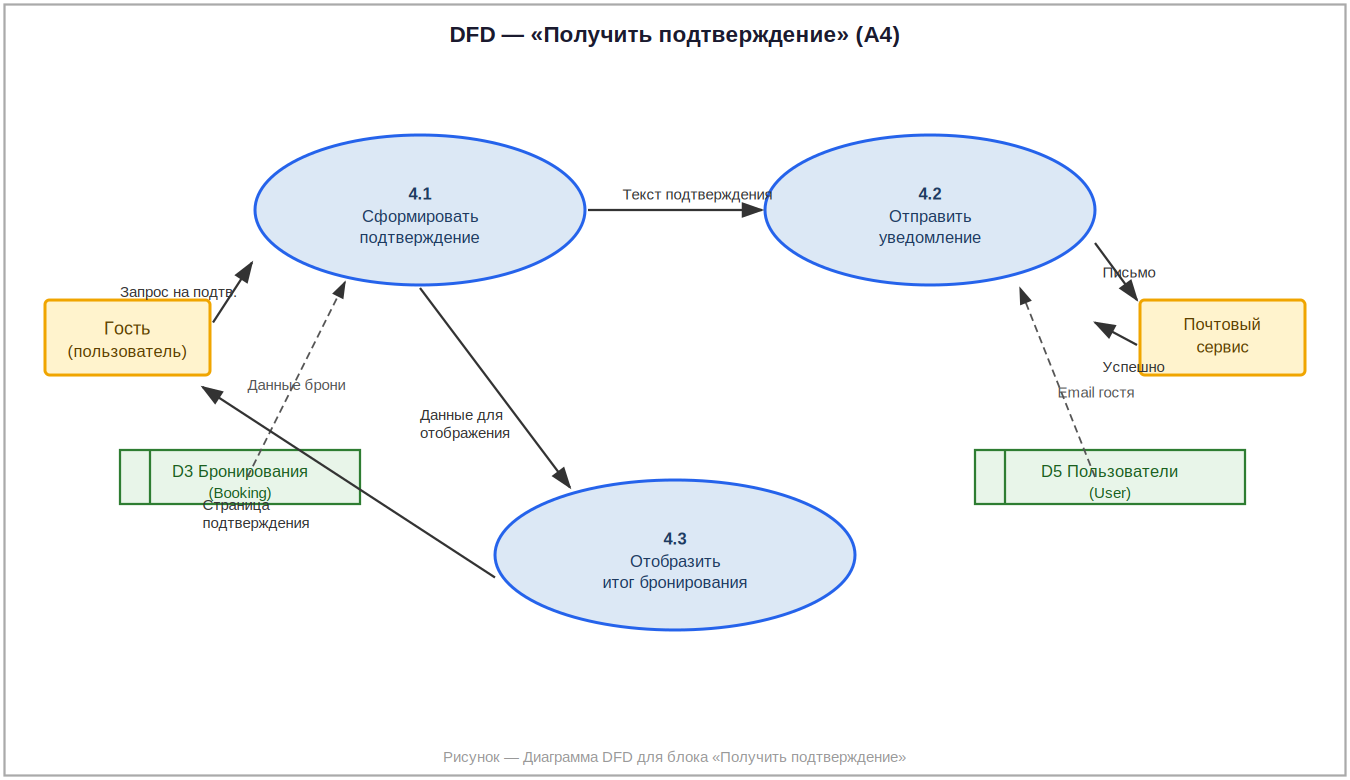 DFD — «Получить подтверждение» (А4)
4.1
Сформировать
подтверждение
Текст подтверждения
4.2
Отправить
уведомление
Запрос на подтв.
Гость
(пользователь)
Письмо
Почтовый
сервис
Успешно
Данные брони
Email гостя
Данные для
отображения
D3 Бронирования
(Booking)
Страница
подтверждения
D5 Пользователи
(User)
4.3
Отобразить
итог бронирования
Рисунок — Диаграмма DFD для блока «Получить подтверждение»